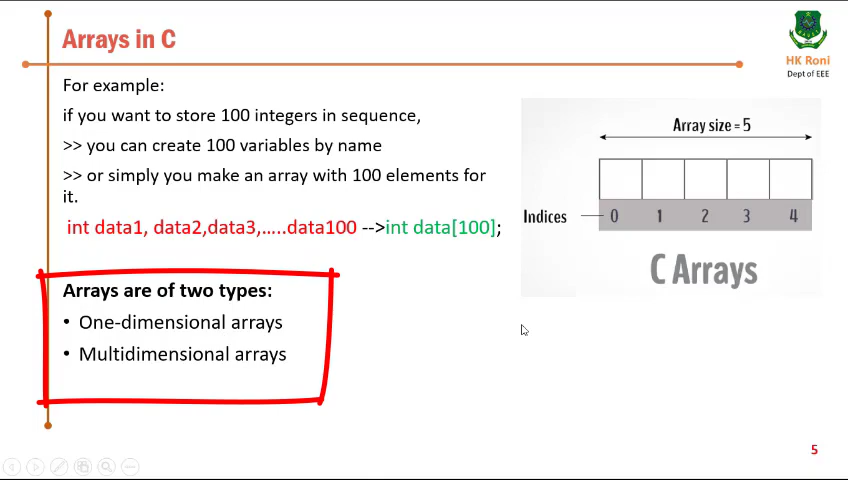 Arrays in C
HK Roni
Dept of EEE
For example:
if you want to store 100 integers in sequence,
>> you can create 100 variables by name
>> or simply you make an array with 100 elements for
it.
int data1, data2,data3,…..data100 -->int data[100];
Array size = 5
Indices
0 1 2 3 4
C Arrays
Arrays are of two types:
• One-dimensional arrays
• Multidimensional arrays
5